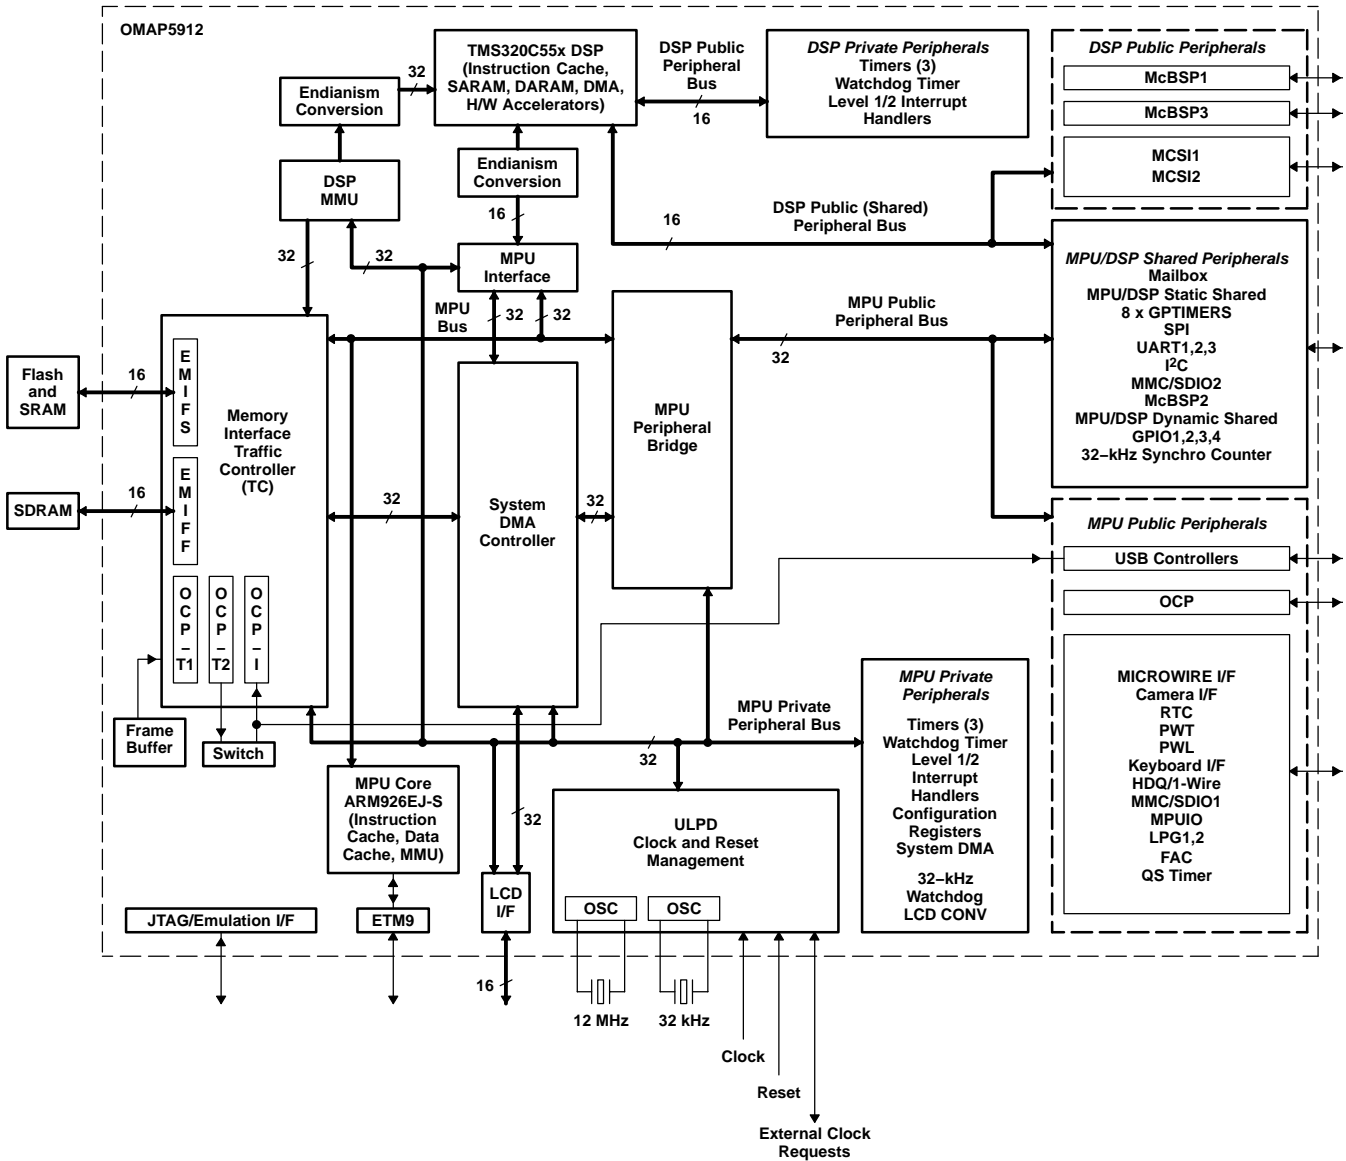 OMAP5912
TMS320C55x DSP
(Instruction Cache,
SARAM, DARAM, DMA,
H/W Accelerators)
32
Endianism
Conversion
DSP Public
Peripheral
Bus
16
DSP Private Peripherals
Timers (3)
Watchdog Timer
Level 1/2 Interrupt
Handlers
DSP Public Peripherals
McBSP1
McBSP3
MCSI1
MCSI2
DSP
MMU
Endianism
Conversion
16
DSP Public (Shared)
Peripheral Bus
16
32
32
MPU
Interface
MPU
Bus
32
32
MPU Public
Peripheral Bus
32
MPU/DSP Shared Peripherals
Mailbox
MPU/DSP Static Shared
8 x GPTIMERS
SPI
UART1,2,3
I2C
MMC/SDIO2
McBSP2
MPU/DSP Dynamic Shared
GPIO1,2,3,4
32–kHz Synchro Counter
Flash
and
SRAM
16
E
M
I
F
S
Memory
Interface
Traffic
Controller
(TC)
MPU
Peripheral
Bridge
SDRAM
16
E
M
I
F
F
32
System
DMA
Controller
32
MPU Public Peripherals
USB Controllers
OCP
O
C
P
_
T1
O
C
P
_
T2
O
C
P
_
I
Frame
Buffer
Switch
MPU Private
Peripheral Bus
32
MPU Private
Peripherals
Timers (3)
Watchdog Timer
Level 1/2
Interrupt
Handlers
Configuration
Registers
System DMA
32–kHz
Watchdog
LCD CONV
MICROWIRE I/F
Camera I/F
RTC
PWT
PWL
Keyboard I/F
HDQ/1-Wire
MMC/SDIO1
MPUIO
LPG1,2
FAC
QS Timer
MPU Core
ARM926EJ-S
(Instruction
Cache, Data
Cache, MMU)
32
ULPD
Clock and Reset
Management
OSC
OSC
LCD
I/F
JTAG/Emulation I/F
ETM9
16
12 MHz
32 kHz
Clock
Reset
External Clock
Requests